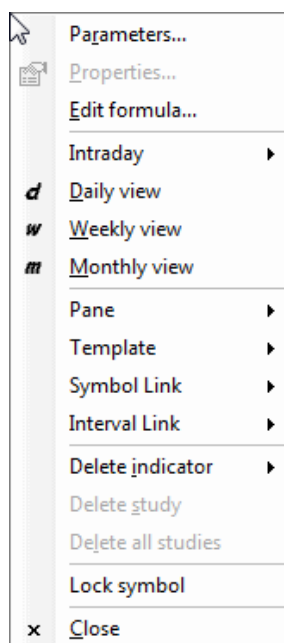 Parameters...
Properties...
Edit formula...
Intraday
d Daily view
w Weekly view
m Monthly view
Pane
Template
Symbol Link
Interval Link
Delete indicator
Delete study
Delete all studies
Lock symbol
x Close